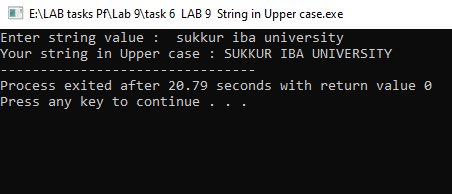 E:\LAB tasks Pf\Lab 9\task 6  LAB 9  String in Upper case.exe
Enter string value :  sukkur iba university
Your string in Upper case : SUKKUR IBA UNIVERSITY
--------------------------------
Process exited after 20.79 seconds with return value 0
Press any key to continue . . .